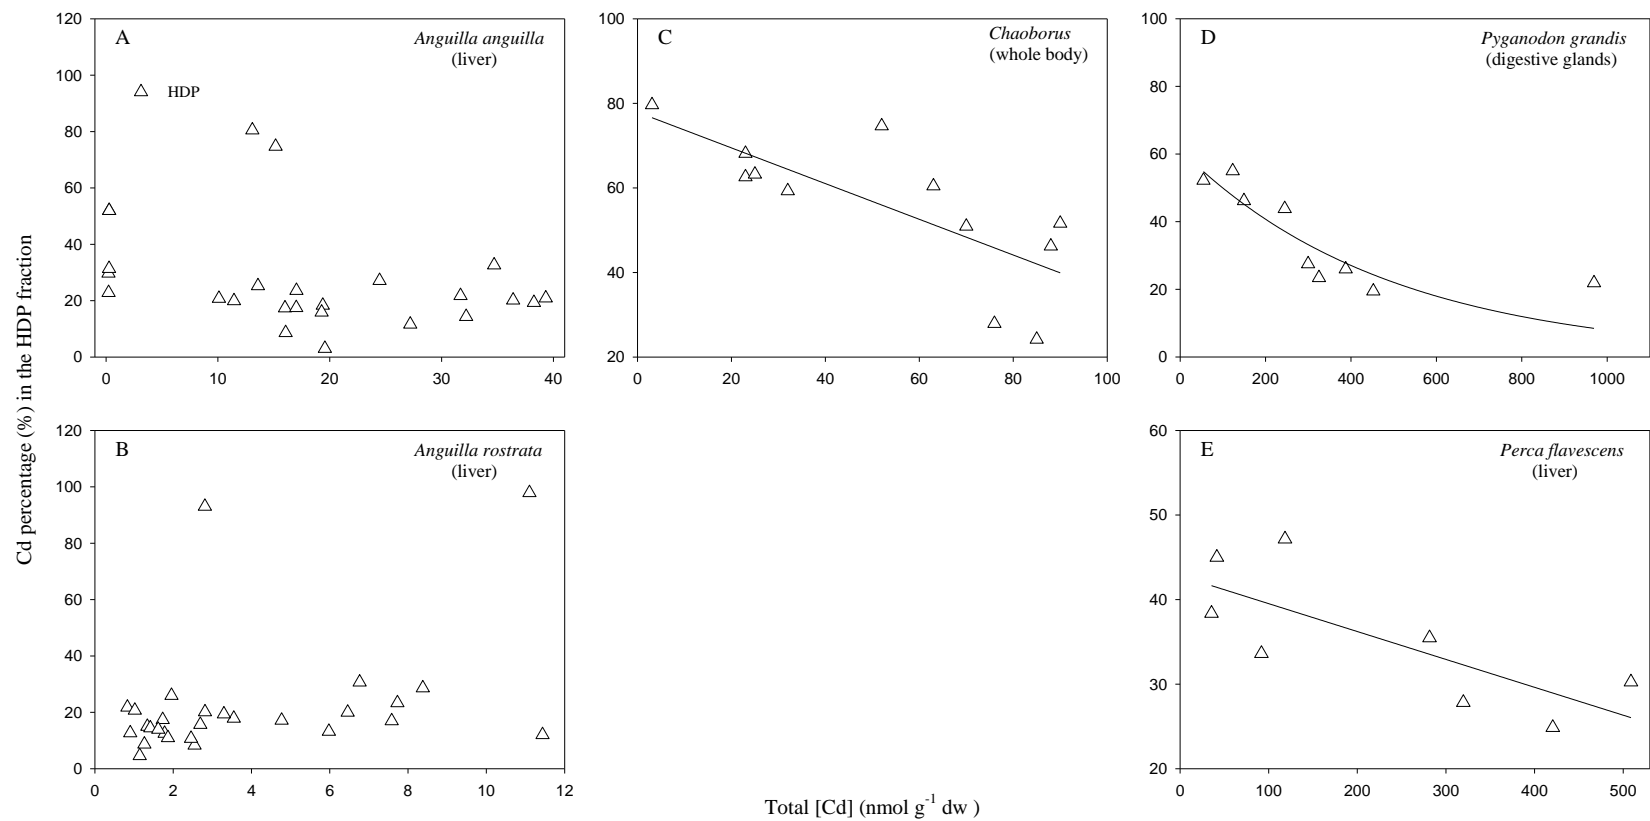 Cd percentage (%) in the HDP fraction
A
Anguilla anguilla
(liver)
HDP
120
100
80
60
40
20
0
0 10 20 30 40
C
Chaoborus
(whole body)
100
80
60
40
20
0 20 40 60 80 100
D
Pyganodon grandis
(digestive glands)
100
80
60
40
20
0
0 200 400 600 800 1000
B
Anguilla rostrata
(liver)
120
100
80
60
40
20
0
0 2 4 6 8 10 12
E
Perca flavescens
(liver)
60
50
40
30
20
0 100 200 300 400 500
Total [Cd] (nmol g⁻¹ dw )